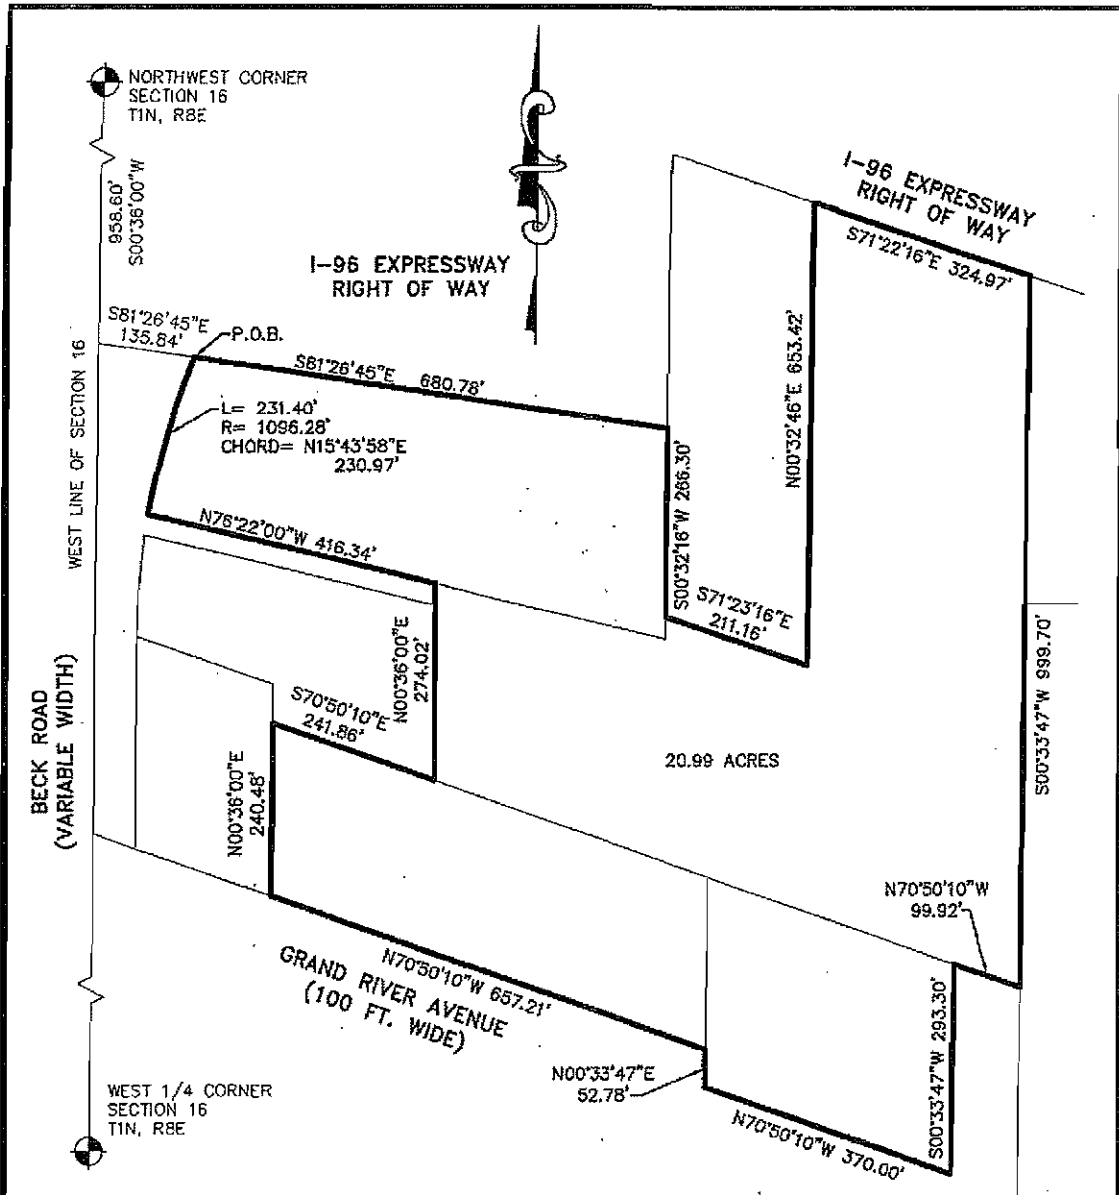 NORTHWEST CORNER
SECTION 16
T1N, R8E
958.60'
S00°36'00"W
I-96 EXPRESSWAY
RIGHT OF WAY
I-96 EXPRESSWAY
RIGHT OF WAY
S71°22'16"E 324.97'
S81°26'45"E
135.84'
P.O.B.
S81°26'45"E 680.78'
L= 231.40'
R= 1096.28'
CHORD= N15°43'58"E
230.97'
WEST LINE OF SECTION 16
N00°32'46"E 653.42'
S00°32'16"W 266.30'
N76°22'00"W 416.34'
S71°23'16"E
211.16'
N00°36'00"E
274.02'
S70°50'10"E
241.86'
S00°33'47"W 999.70'
BECK ROAD
(VARIABLE WIDTH)
N00°36'00"E
240.48'
20.99 ACRES
N70°50'10"W
99.92'
N70°50'10"W 657.21'
GRAND RIVER AVENUE
(100 FT. WIDE)
S00°33'47"W 293.30'
N00°33'47"E
52.78'
N70°50'10"W 370.00'
WEST 1/4 CORNER
SECTION 16
T1N, R8E